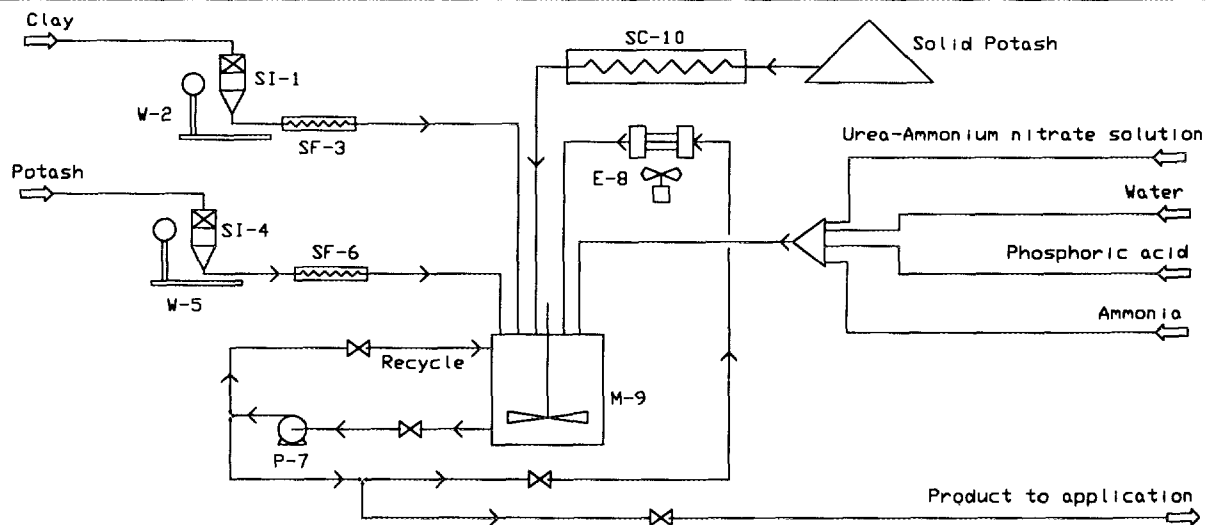 Clay
SC-10
Solid Potash
SI-1
W-2
SF-3
Urea-Ammonium nitrate solution
E-8
Potash
Water
SI-4
SF-6
Phosphoric acid
W-5
Ammonia
Recycle
M-9
P-7
Product to application